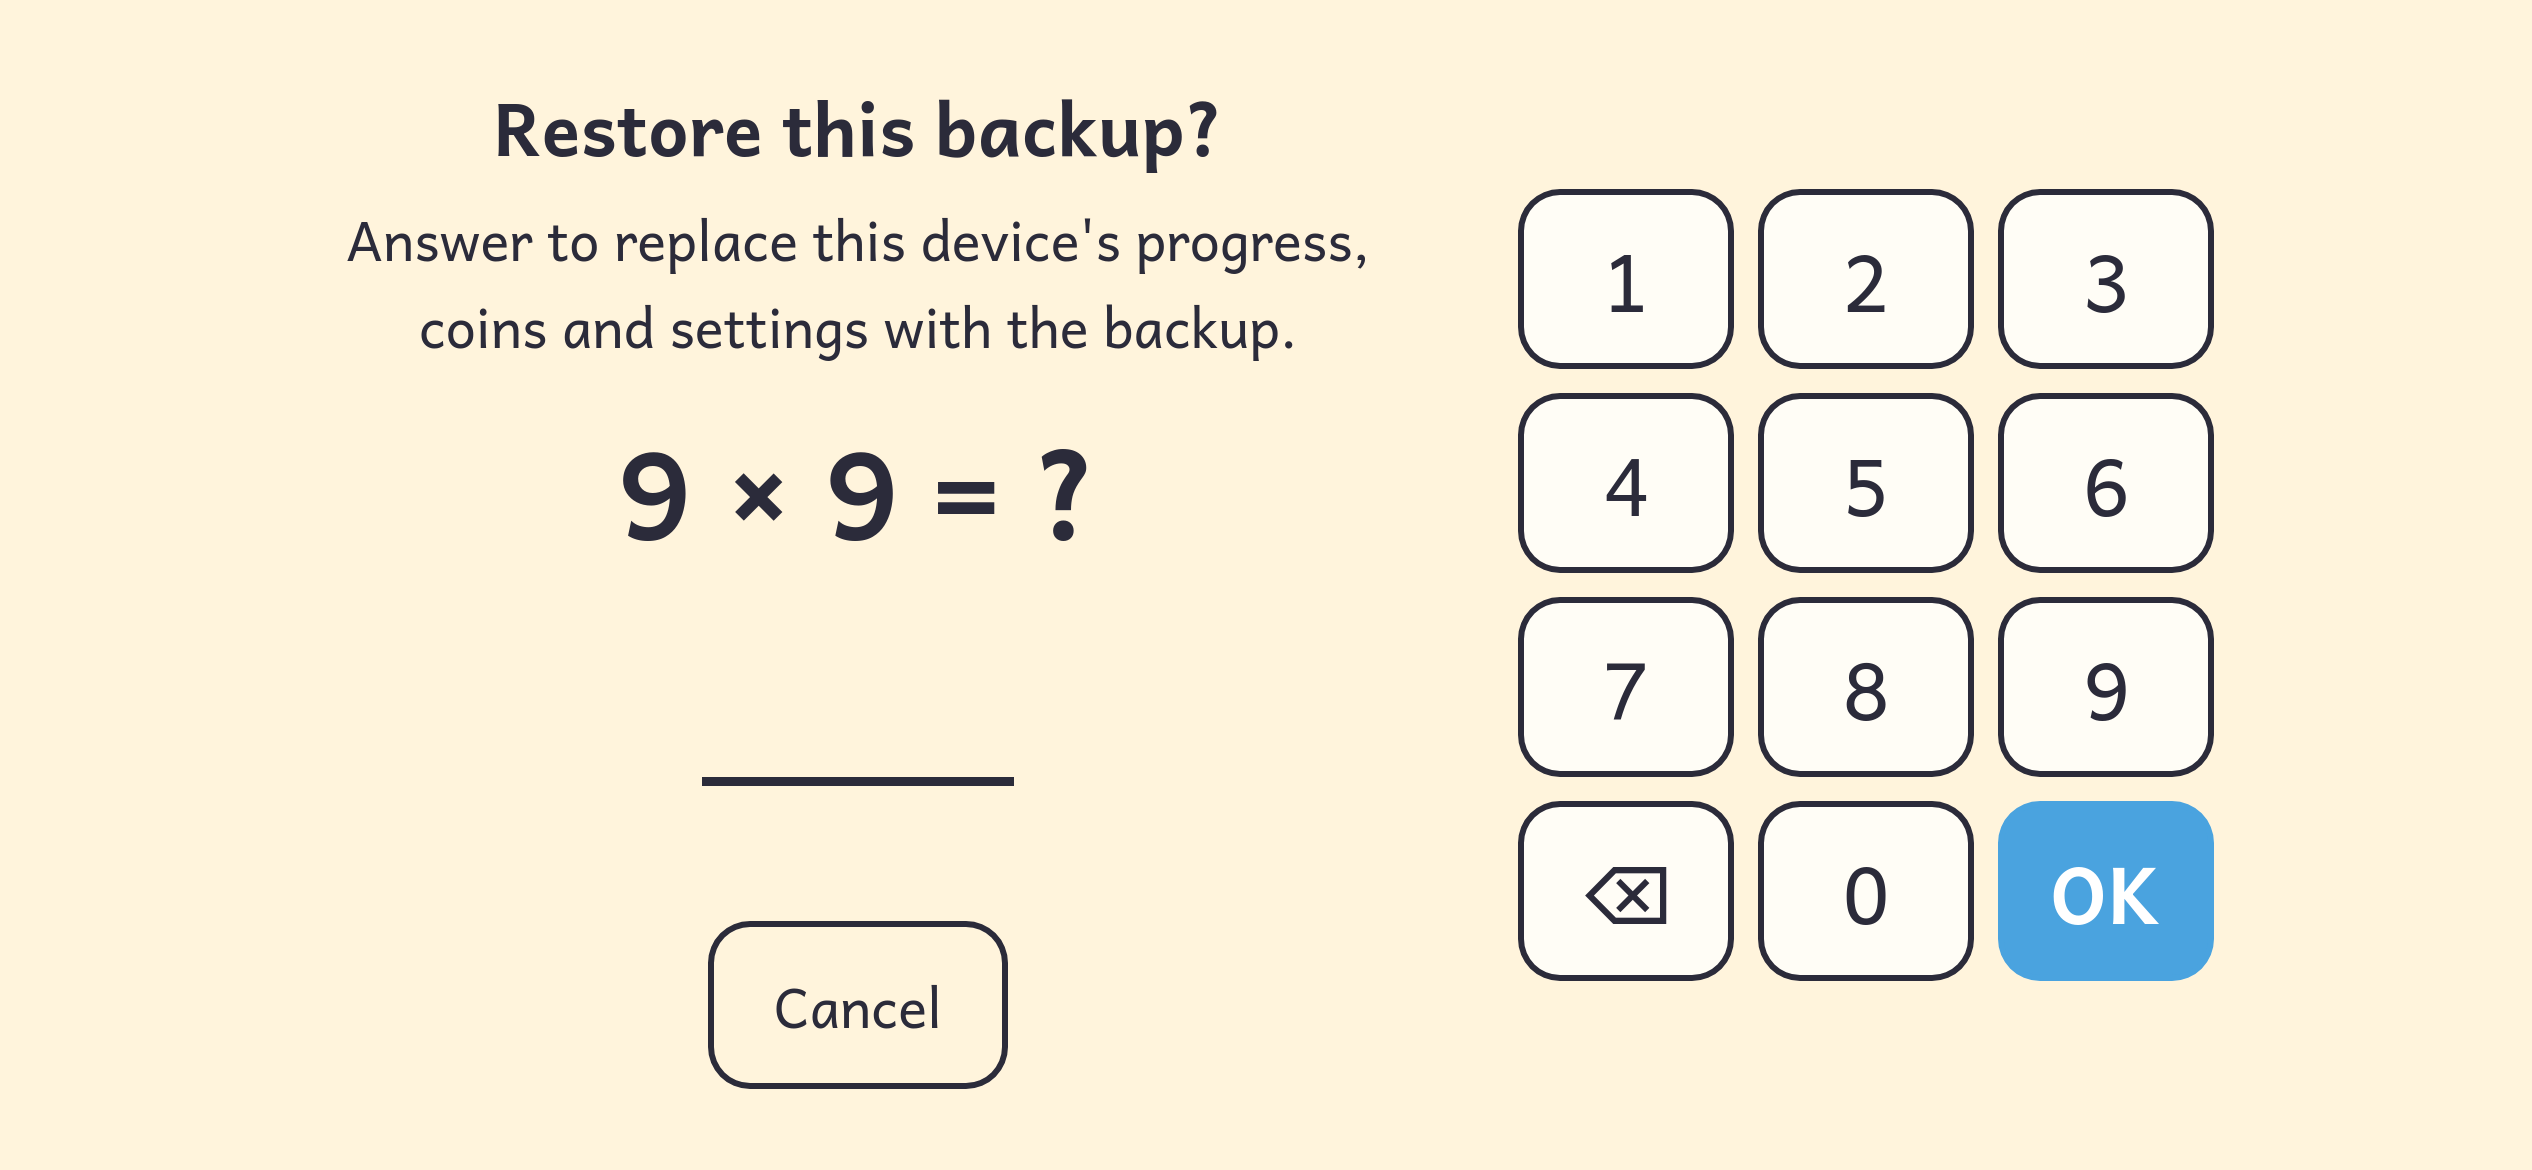 Restore this backup?
Answer to replace this device's progress,
coins and settings with the backup.
9 × 9 = ?
Cancel
1 2 3
4 5 6
7 8 9
0 OK